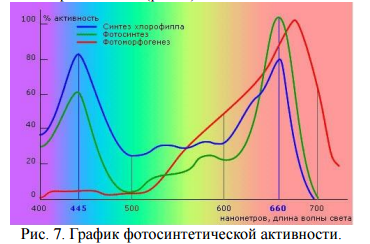 % активность
Синтез хлорофилла
Фотосинтез
Фотоморфогенез
100
80
60
40
20
0
400 445 500 600 660 700
нанометров, длина волны света
Рис. 7. График фотосинтетической активности.